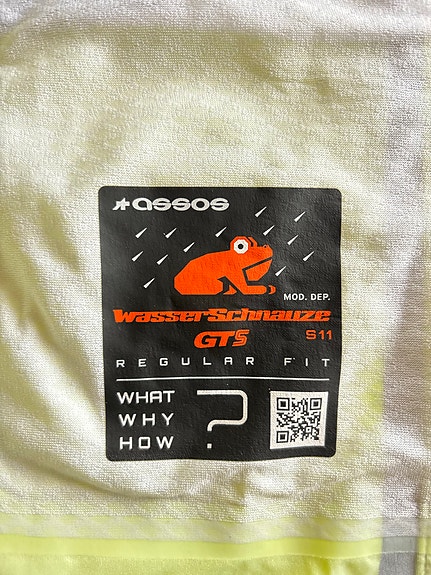 assos
MOD. DEP.
WasserSchnauze
GTS S11
REGULAR FIT
WHAT
WHY
HOW ?